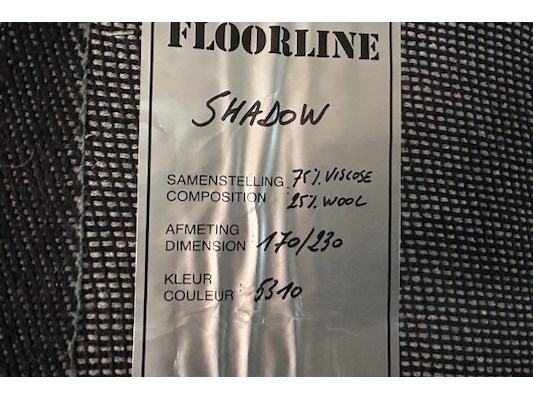 FLOORLINE
SHADOW
SAMENSTELLING : 75% VISCOSE
COMPOSITION : 25% WOOL
AFMETING
DIMENSION : 170/230
KLEUR
COULEUR : 5310